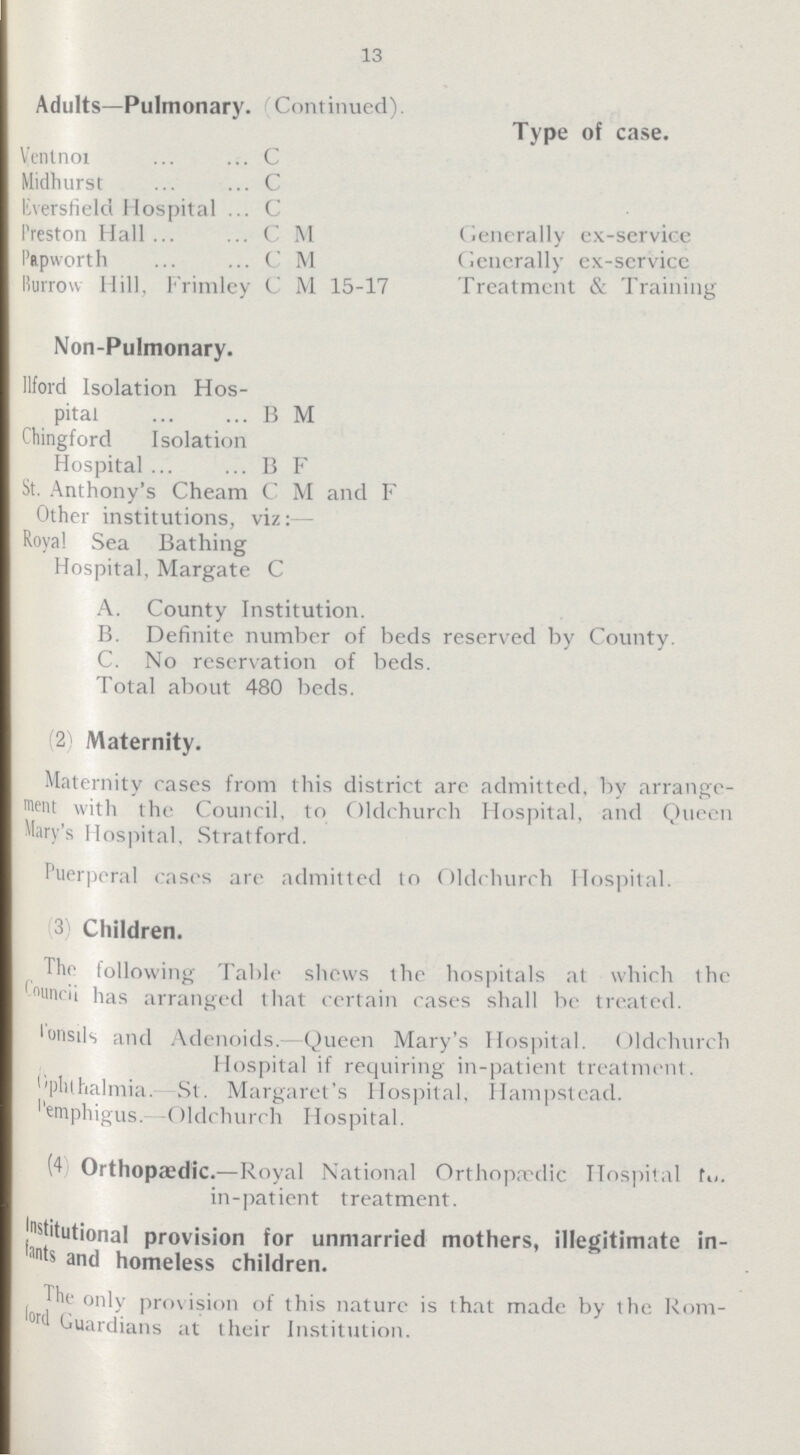 13
Adults—Pulmonary. (Continued).
Type of case.
Ventnor ... ... C
Midhurst ... ... C
Eversfield Hospital ... C
Preston Hall ... ... C M Generally ex-service
Papworth ... ... C M Generally ex-service
Burrow Hill, Frimley C M 15-17 Treatment & Training
Non-Pulmonary.
Ilford Isolation Hos-
pital ... ... B M
Chingford Isolation
Hospital ... ... B F
St. Anthony's Cheam C M and F
Other institutions, viz:—
Royal Sea Bathing
Hospital, Margate C
A. County Institution.
B. Definite number of beds reserved by County.
C. No reservation of beds.
Total about 480 beds.
(2) Maternity.
Maternity cases from this district are admitted, by arrange-
ment with the Council, to Oldchurch Hospital, and Queen
Mary's Hospital, Stratford.
Puerperal cases are admitted to Oldchurch Hospital.
(3) Children.
The following Table shews the hospitals at which the
Council has arranged that certain cases shall be treated.
Tonsils and Adenoids.—Queen Mary's Hospital. Oldchurch
Hospital if requiring in-patient treatment.
Ophthalmia.—St. Margaret's Hospital, Hampstead.
Pemphigus.—Oldchurch Hospital.
(4) Orthopædic.—Royal National Orthopædic Hospital for
in-patient treatment.
Institutional provision for unmarried mothers, illegitimate in-
fants and homeless children.
The only provision of this nature is that made by the Rom-
ford Guardians at their Institution.